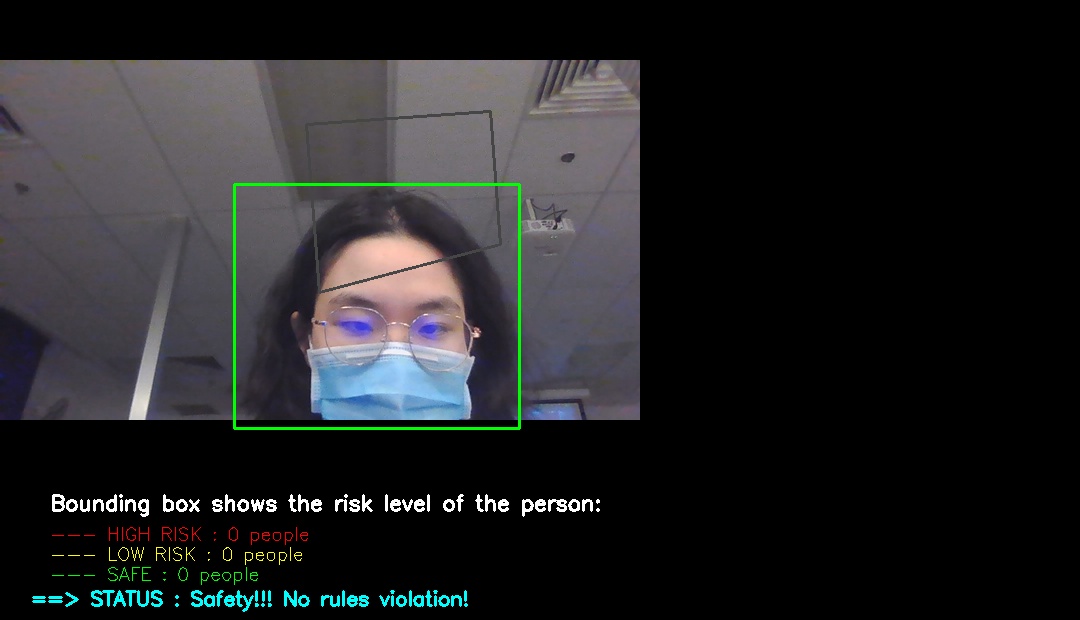 Bounding box shows the risk level of the person:
--- HIGH RISK : 0 people
--- LOW RISK : 0 people
--- SAFE : 0 people
==> STATUS : Safety!!! No rules violation!